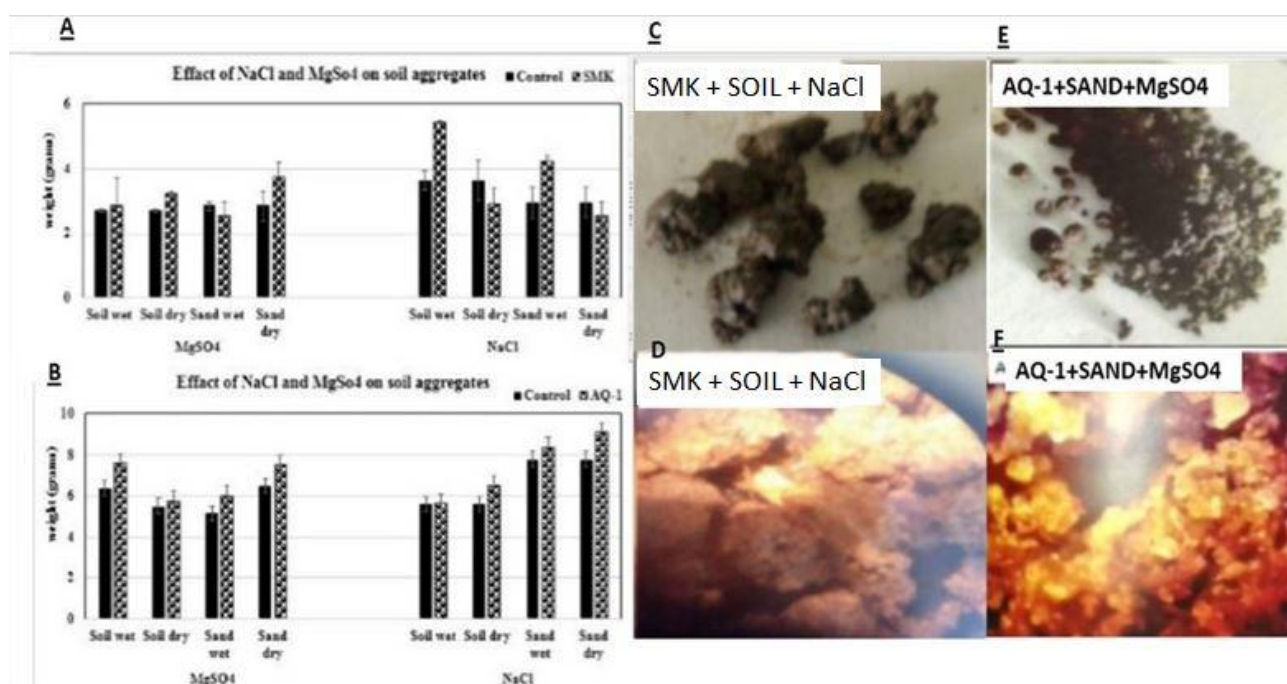 A
Effect of NaCl and MgSo4 on soil aggregates
Control SMK
weight (grams)
6
4
2
0
Soil wet Soil dry Sand wet Sand dry
MgSO4
Soil wet Soil dry Sand wet Sand dry
NaCl
B
Effect of NaCl and MgSo4 on soil aggregates
Control AQ-1
weight (grams)
10
8
6
4
2
0
Soil wet Soil dry Sand wet Sand dry
MgSO4
Soil wet Soil dry Sand wet Sand dry
NaCl
C
SMK + SOIL + NaCl
D
SMK + SOIL + NaCl
E
AQ-1+SAND+MgSO4
F
A
AQ-1+SAND+MgSO4